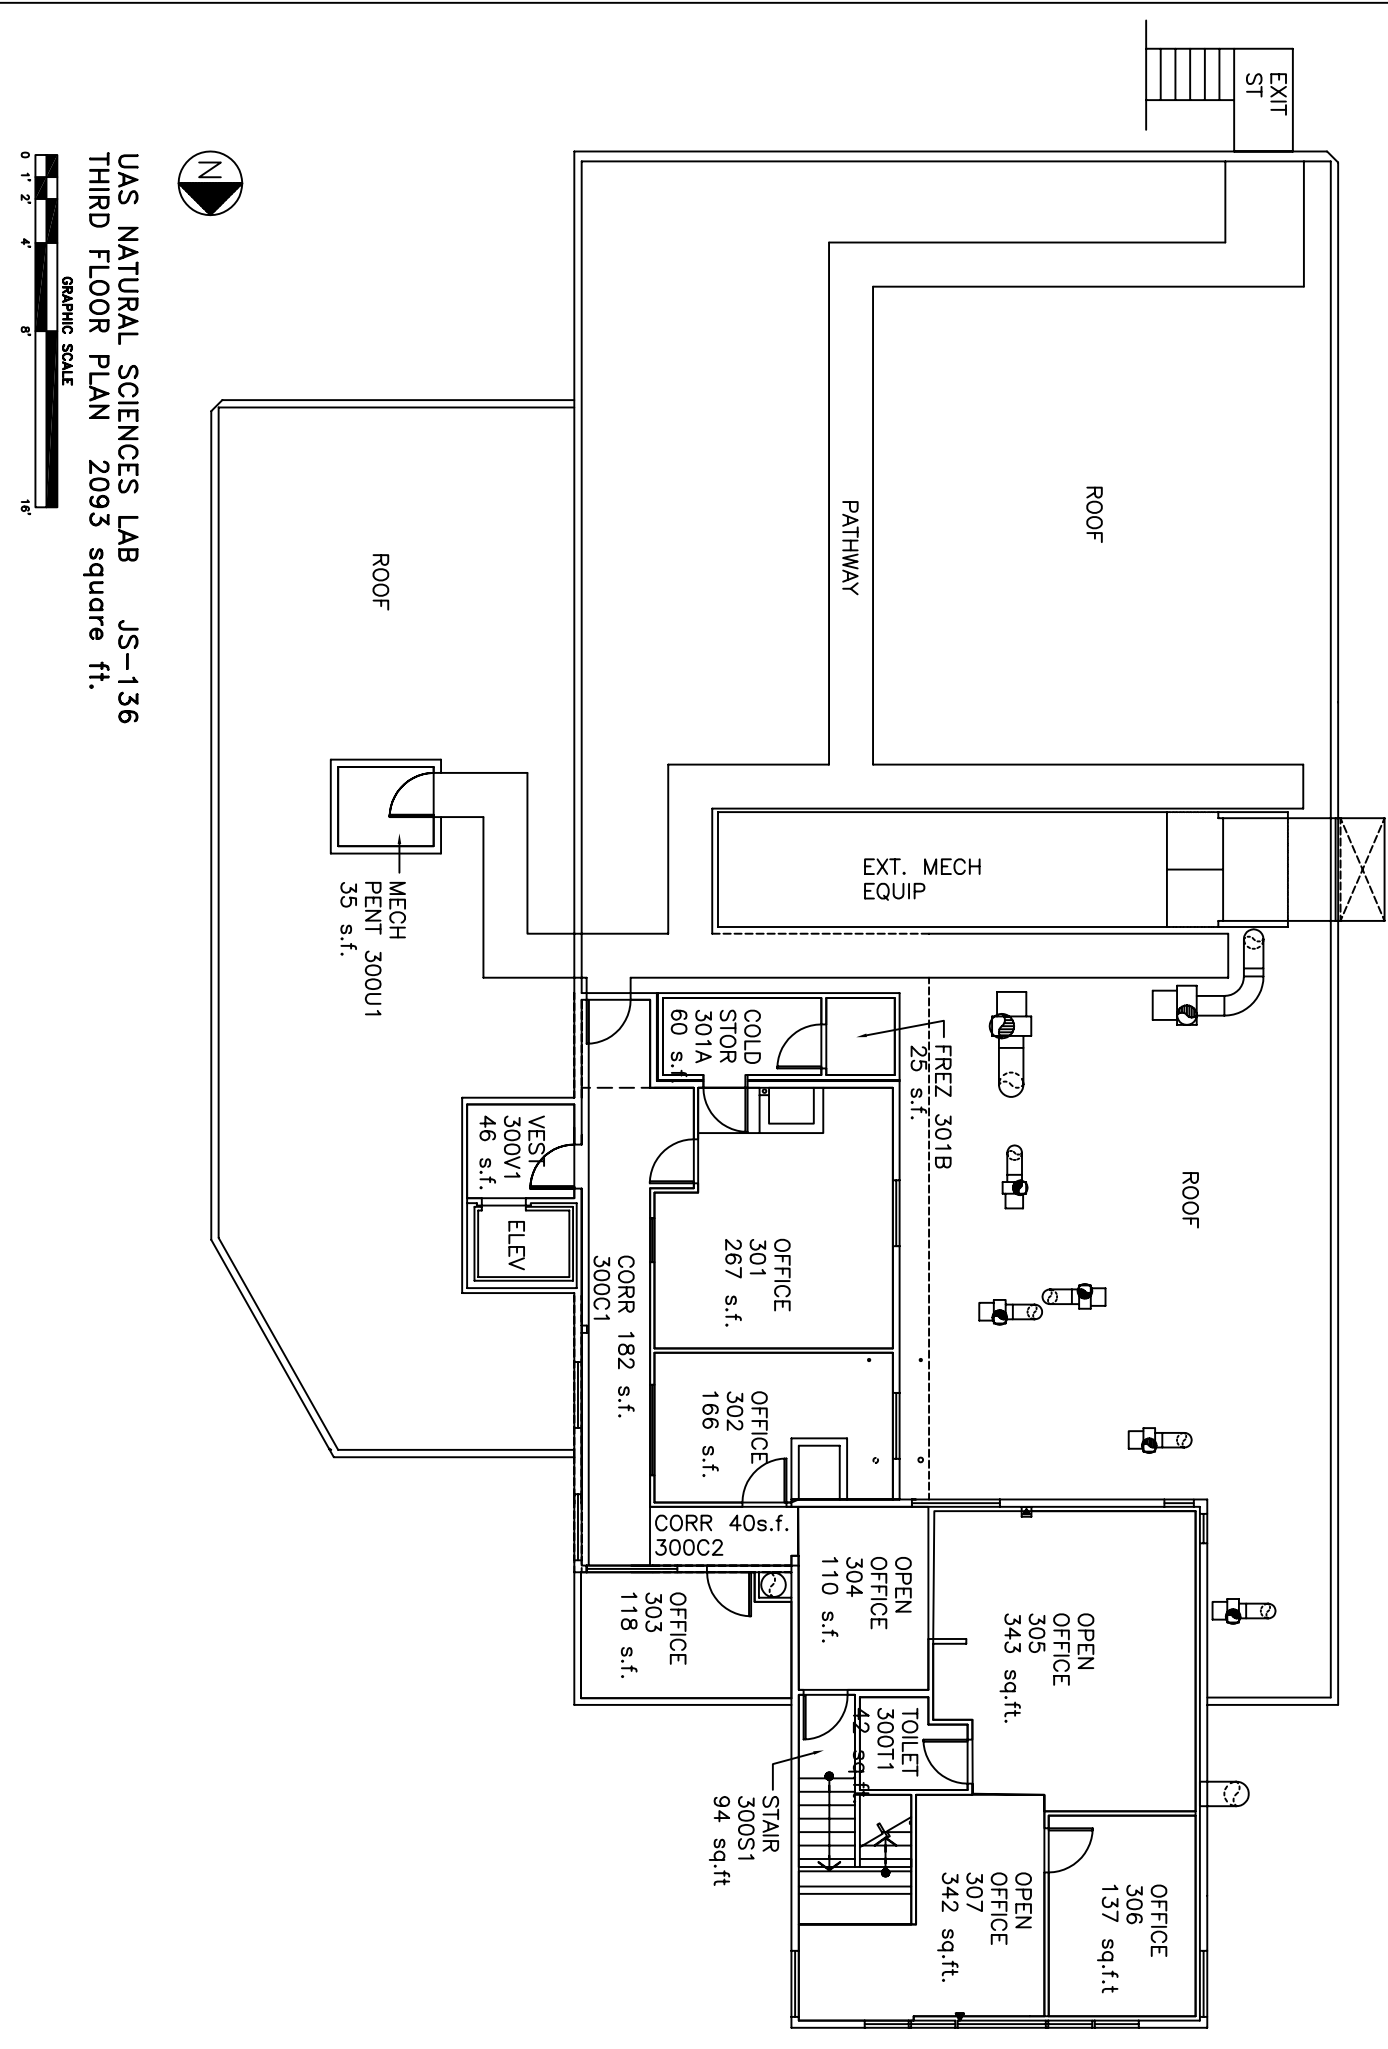 EXIT
ST
N
UAS NATURAL SCIENCES LAB JS-136
THIRD FLOOR PLAN 2093 square ft.
GRAPHIC SCALE
0 1' 2' 4' 8' 16'
ROOF
PATHWAY
ROOF
EXT. MECH
EQUIP
MECH
PENT 300U1
35 s.f.
FREZ 301B
25 s.f.
COLD
STOR
301A
60 s.f.
ROOF
VEST
300V1
46 s.f.
ELEV
OFFICE
301
267 s.f.
CORR 182 s.f.
300C1
OFFICE
302
166 s.f.
CORR 40s.f.
300C2
OFFICE
303
118 s.f.
OPEN
OFFICE
304
110 s.f.
OPEN
OFFICE
305
343 sq.ft.
TOILET
300T1
42 sq ft
STAIR
300S1
94 sq.ft
OPEN
OFFICE
307
342 sq.ft.
OFFICE
306
137 sq.f.t